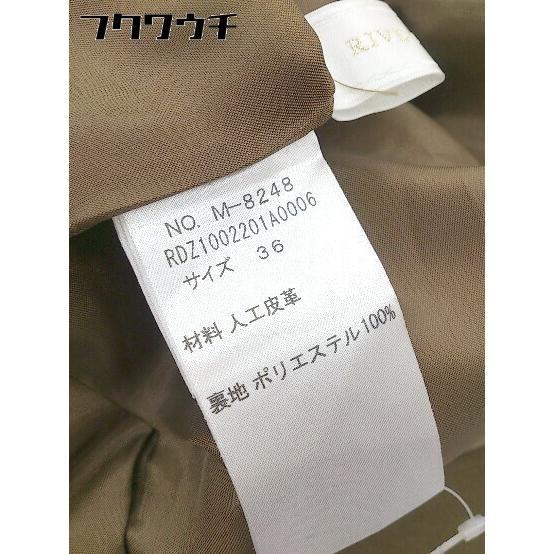 フクワウチ
RIV
NO. M-8248
RDZ1002201A0006
サイズ 36
材料 人工皮革
裏地 ポリエステル100%